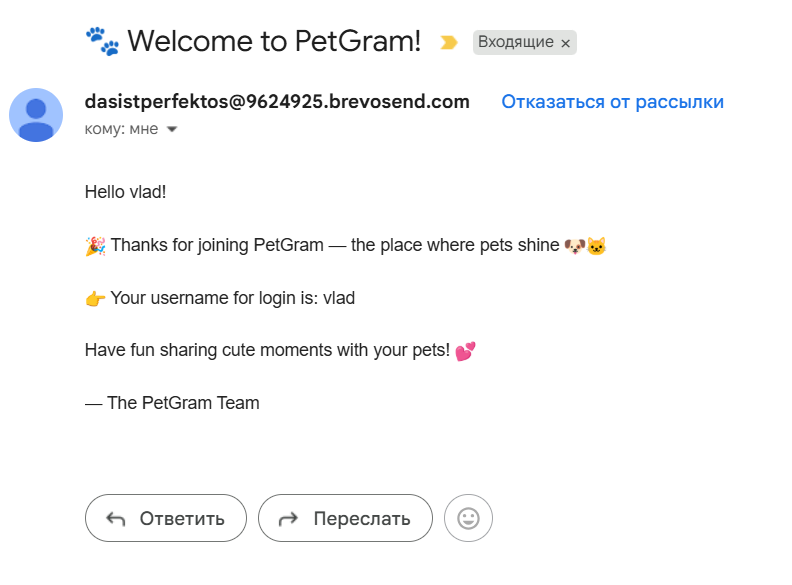 🐾 Welcome to PetGram! Входящие ×
dasistperfektos@9624925.brevosend.com Отказаться от рассылки
кому: мне
Hello vlad!
🎉 Thanks for joining PetGram — the place where pets shine 🐶🐱
👉 Your username for login is: vlad
Have fun sharing cute moments with your pets! 💕
— The PetGram Team
Ответить Переслать